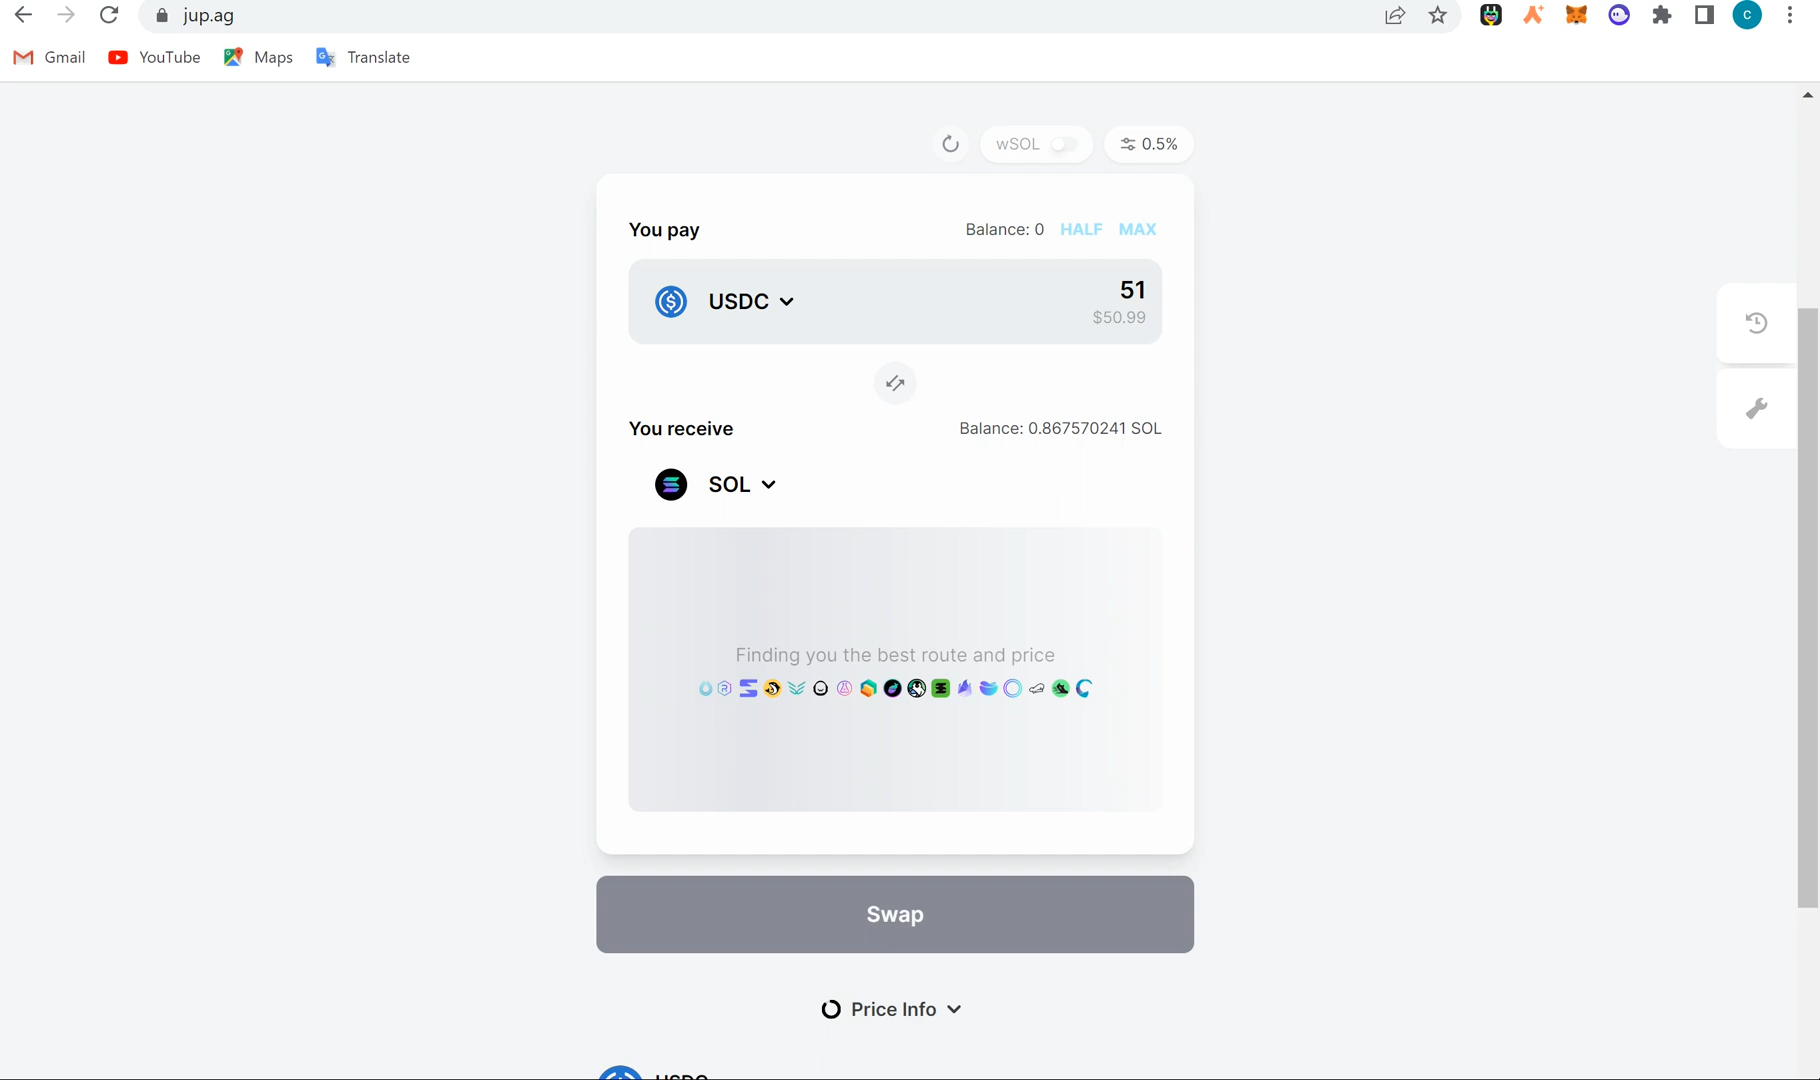 jup.ag
C
Gmail YouTube Maps Translate
wSOL 0.5%
You pay Balance: 0 HALF MAX
USDC 51
$50.99
You receive Balance: 0.867570241 SOL
SOL
Finding you the best route and price
Swap
Price Info
USDC